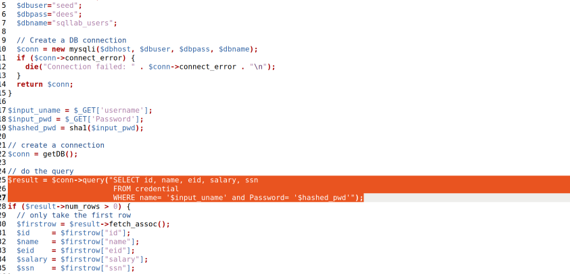 5   $dbuser="seed";
6   $dbpass="dees";
7   $dbname="sqllab_users";
8
9   // Create a DB connection
10   $conn = new mysqli($dbhost, $dbuser, $dbpass, $dbname);
11   if ($conn->connect_error) {
12     die("Connection failed: " . $conn->connect_error . "\n");
13   }
14   return $conn;
15 }
16
17 $input_uname = $_GET['username'];
18 $input_pwd = $_GET['Password'];
19 $hashed_pwd = sha1($input_pwd);
20
21 // create a connection
22 $conn = getDB();
23
24 // do the query
25 $result = $conn->query("SELECT id, name, eid, salary, ssn
26                         FROM credential
27                         WHERE name= '$input_uname' and Password= '$hashed_pwd'");
28 if ($result->num_rows > 0) {
29   // only take the first row
30   $firstrow = $result->fetch_assoc();
31   $id     = $firstrow["id"];
32   $name   = $firstrow["name"];
33   $eid    = $firstrow["eid"];
34   $salary = $firstrow["salary"];
35   $ssn    = $firstrow["ssn"];